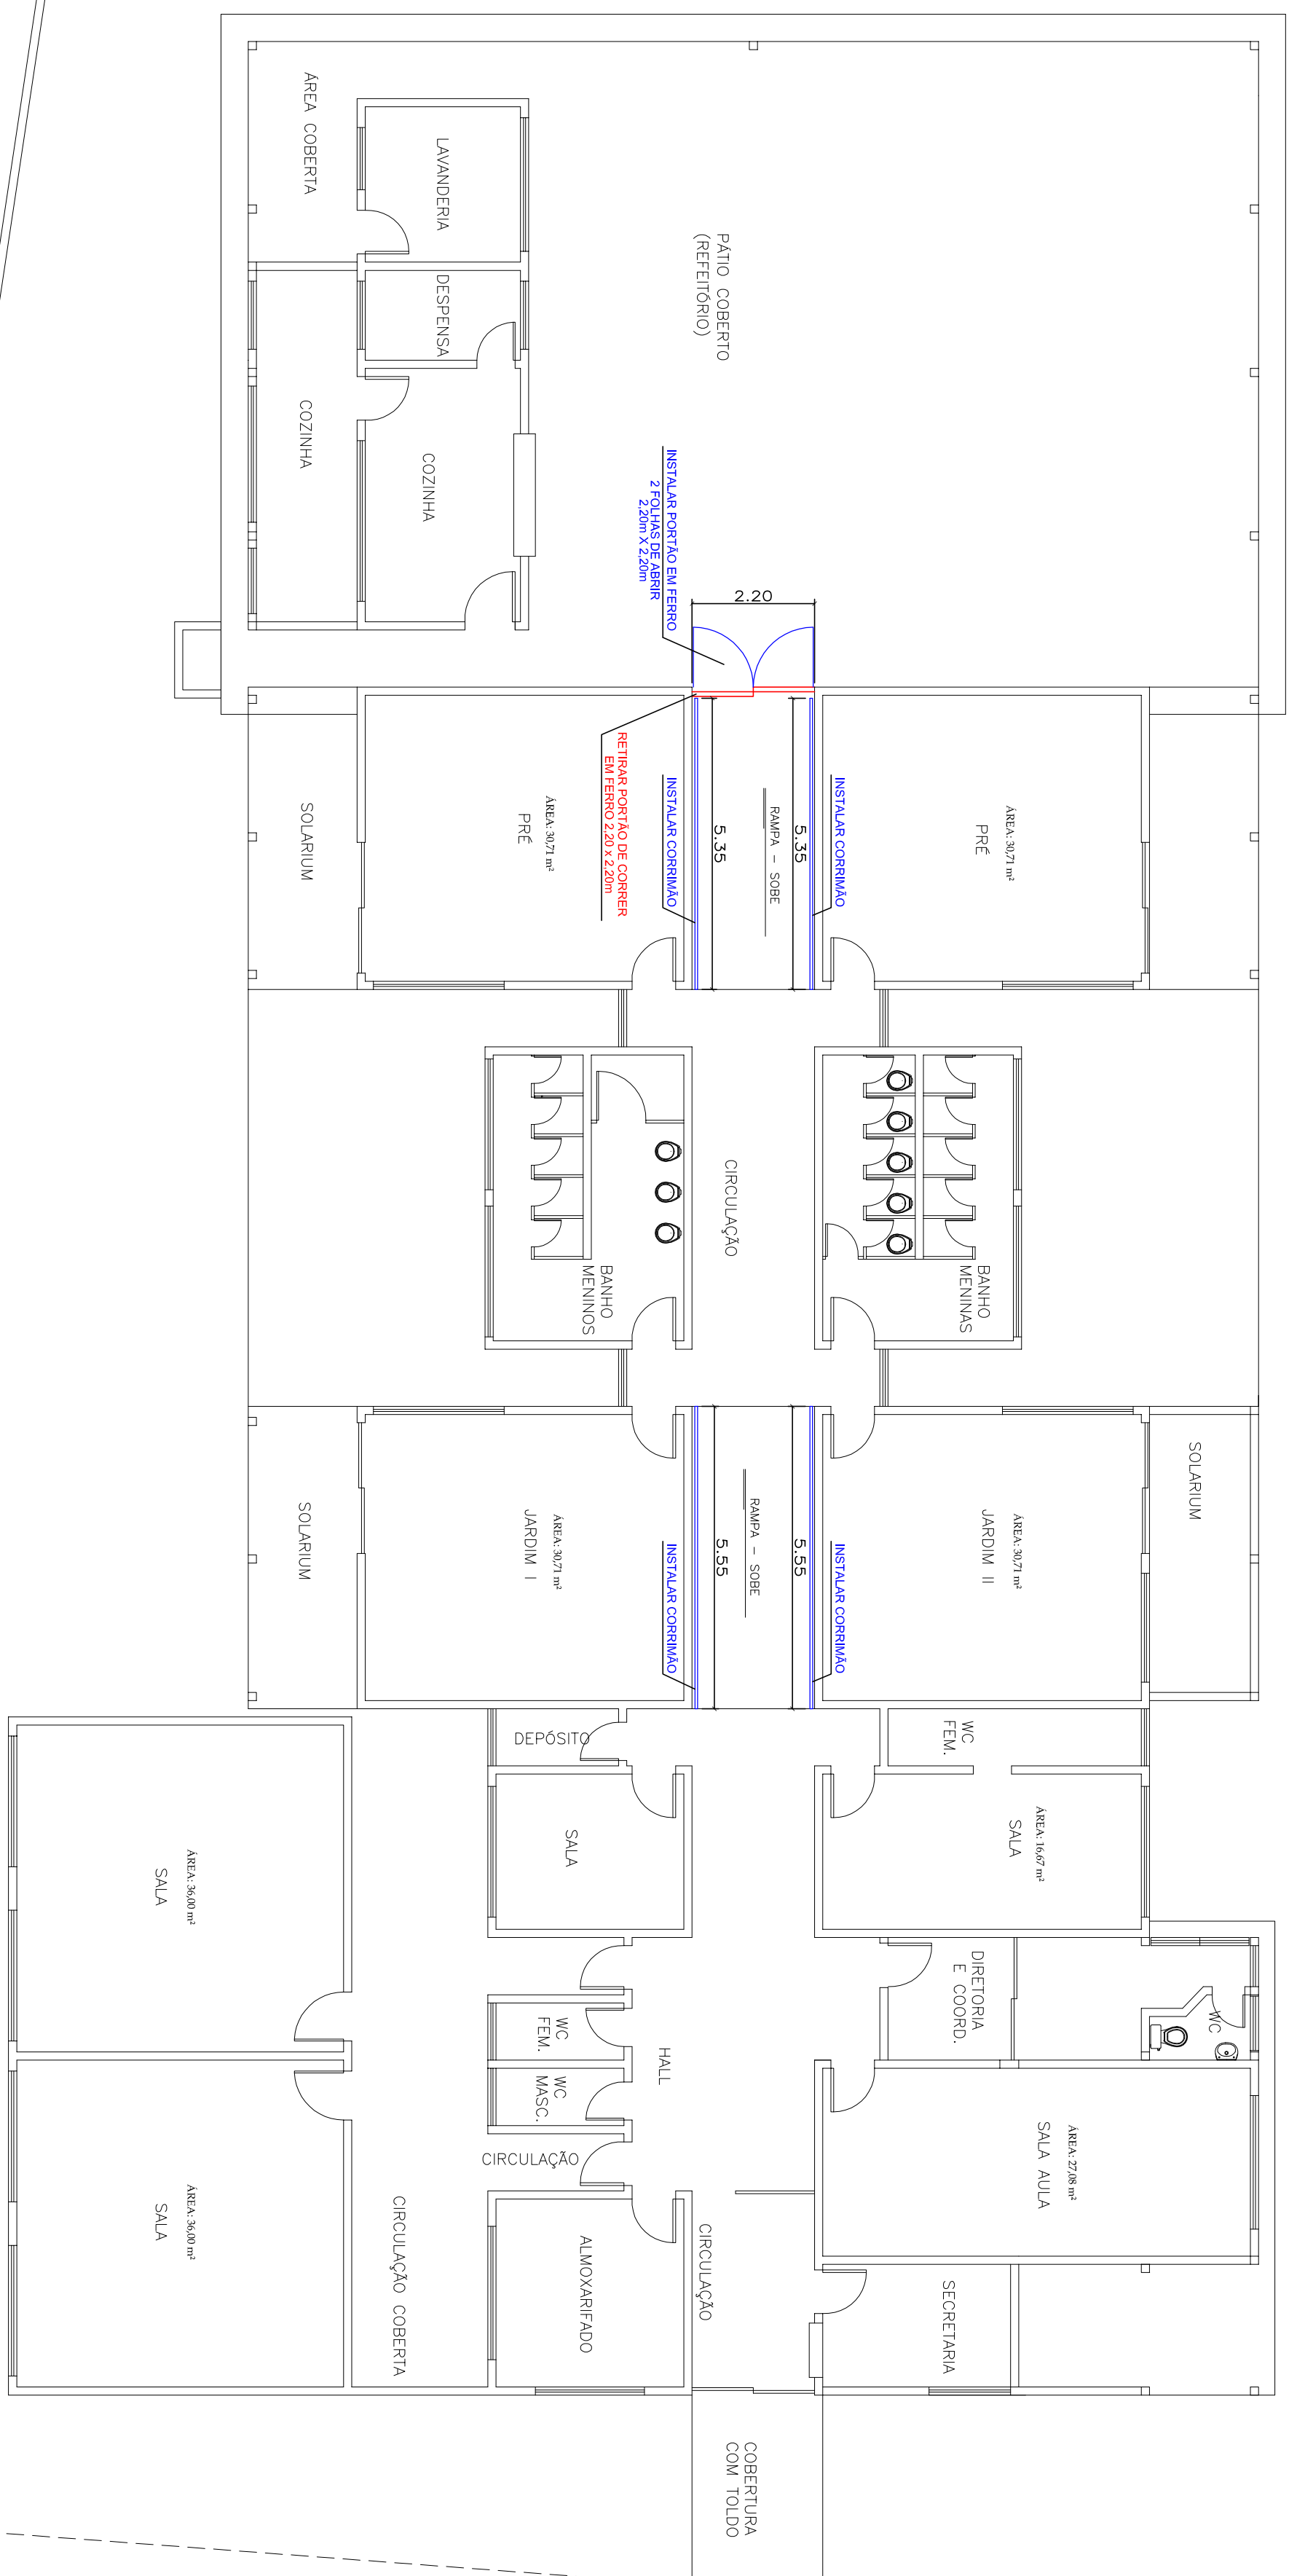 ÁREA COBERTA
LAVANDERIA
DESPENSA
COZINHA
COZINHA
PÁTIO COBERTO
(REFEITÓRIO)
INSTALAR PORTÃO EM FERRO
2 FOLHAS DE ABRIR
2,20m X 2,20m
2.20
RETIRAR PORTÃO DE CORRER
EM FERRO 2,20 x 2,20m
SOLARIUM
ÁREA: 30,71 m²
PRÉ
INSTALAR CORRIMÃO
5.35
RAMPA - SOBE
5.35
INSTALAR CORRIMÃO
ÁREA: 30,71 m²
PRÉ
CIRCULAÇÃO
BANHO
MENINOS
BANHO
MENINAS
SOLARIUM
SOLARIUM
ÁREA: 30,71 m²
JARDIM I
INSTALAR CORRIMÃO
5.55
RAMPA - SOBE
5.55
INSTALAR CORRIMÃO
ÁREA: 30,71 m²
JARDIM II
DEPÓSITO
WC
FEM.
SALA
ÁREA: 16,67 m²
SALA
ÁREA: 36,00 m²
SALA
DIRETORIA
E COORD.
WC
WC
FEM.
HALL
WC
MASC.
CIRCULAÇÃO
ÁREA: 27,08 m²
SALA AULA
ÁREA: 36,00 m²
SALA
CIRCULAÇÃO COBERTA
ALMOXARIFADO
CIRCULAÇÃO
SECRETARIA
COBERTURA
COM TOLDO